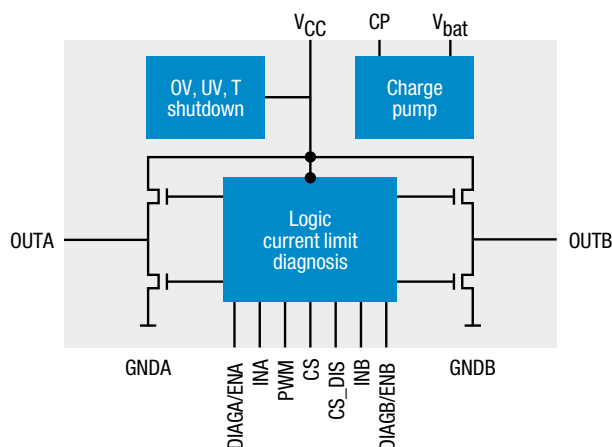 VCC
CP
Vbat
OV, UV, T
shutdown
Charge
pump
Logic
current limit
diagnosis
OUTA
OUTB
GNDA
GNDB
DIAGA/ENA
INA
PWM
CS
CS_DIS
INB
DIAGB/ENB